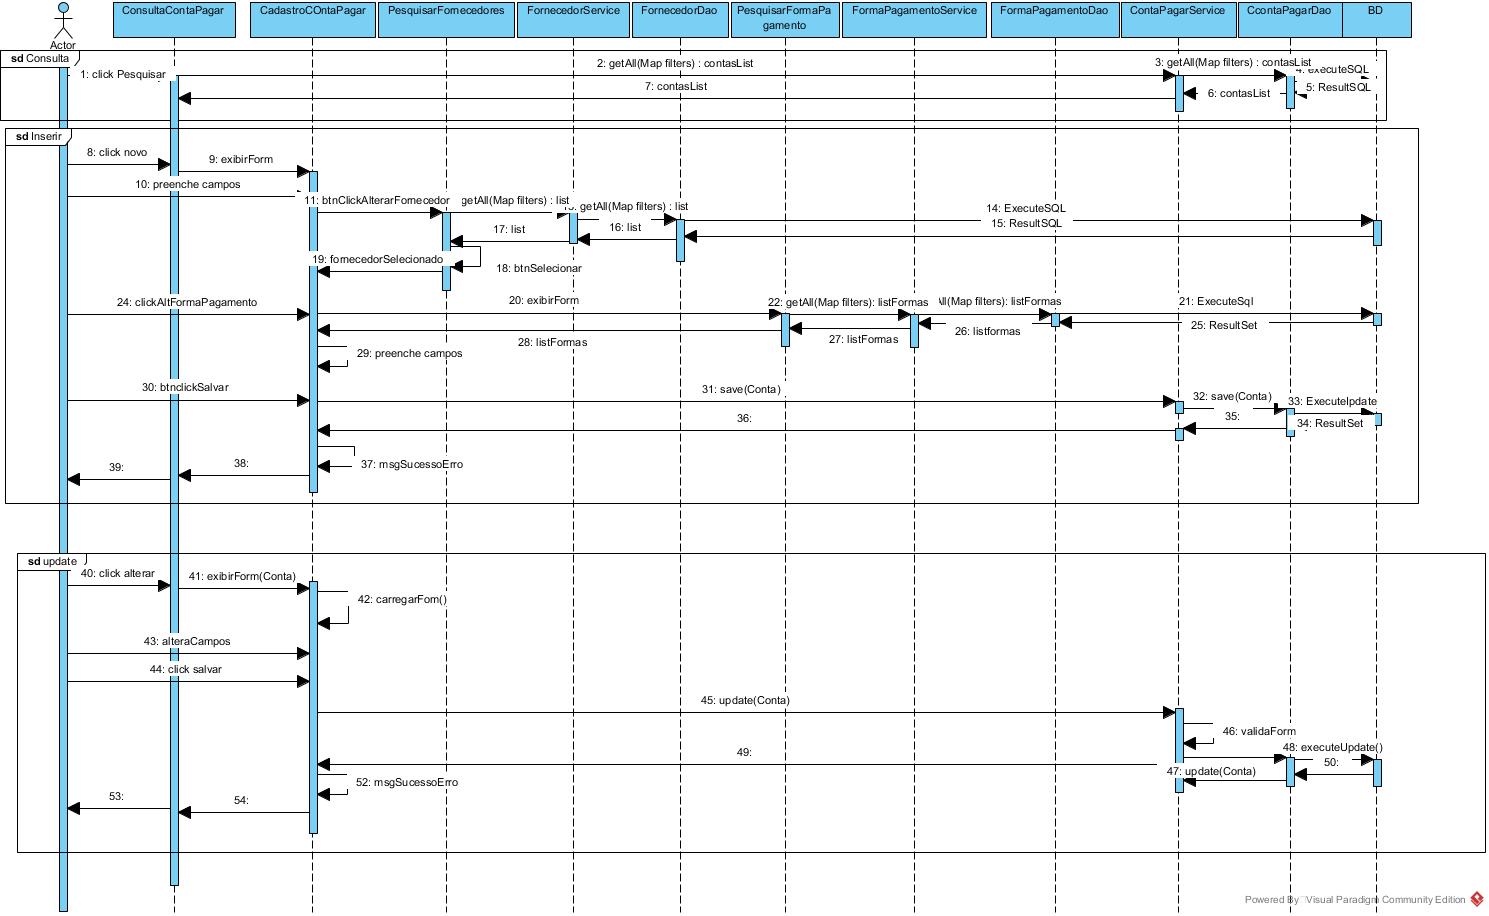 ConsultaContaPagar
CadastroCOntaPagar
PesquisarFornecedores
FornecedorService
FornecedorDao
PesquisarFormaPa
gamento
FormaPagamentoService
FormaPagamentoDao
ContaPagarService
CcontaPagarDao
BD
Actor
sd Consulta
1: click Pesquisar
2: getAll(Map filters) : contasList
3: getAll(Map filters) : contasList
4: executeSQL
5: ResultSQL
6: contasList
7: contasList
sd Inserir
8: click novo
9: exibirForm
10: preenche campos
11: btnClickAlterarFornecedor
getAll(Map filters) : list
getAll(Map filters) : list
14: ExecuteSQL
15: ResultSQL
16: list
17: list
18: btnSelecionar
19: fornecedorSelecionado
24: clickAltFormaPagamento
20: exibirForm
22: getAll(Map filters): listFormas
(Map filters): listFormas
21: ExecuteSql
25: ResultSet
26: listformas
27: listFormas
28: listFormas
29: preenche campos
30: btnclickSalvar
31: save(Conta)
32: save(Conta)
33: ExecuteIpdate
34: ResultSet
35:
36:
37: msgSucessoErro
38:
39:
sd update
40: click alterar
41: exibirForm(Conta)
42: carregarFom()
43: alteraCampos
44: click salvar
45: update(Conta)
46: validaForm
48: executeUpdate()
49:
50:
47: update(Conta)
52: msgSucessoErro
53:
54:
Powered By Visual Paradigm Community Edition